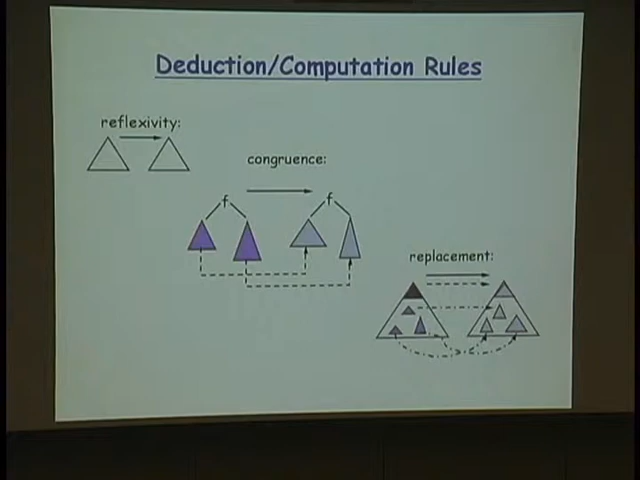 Deduction/Computation Rules
reflexivity:
congruence:
f
f
replacement: